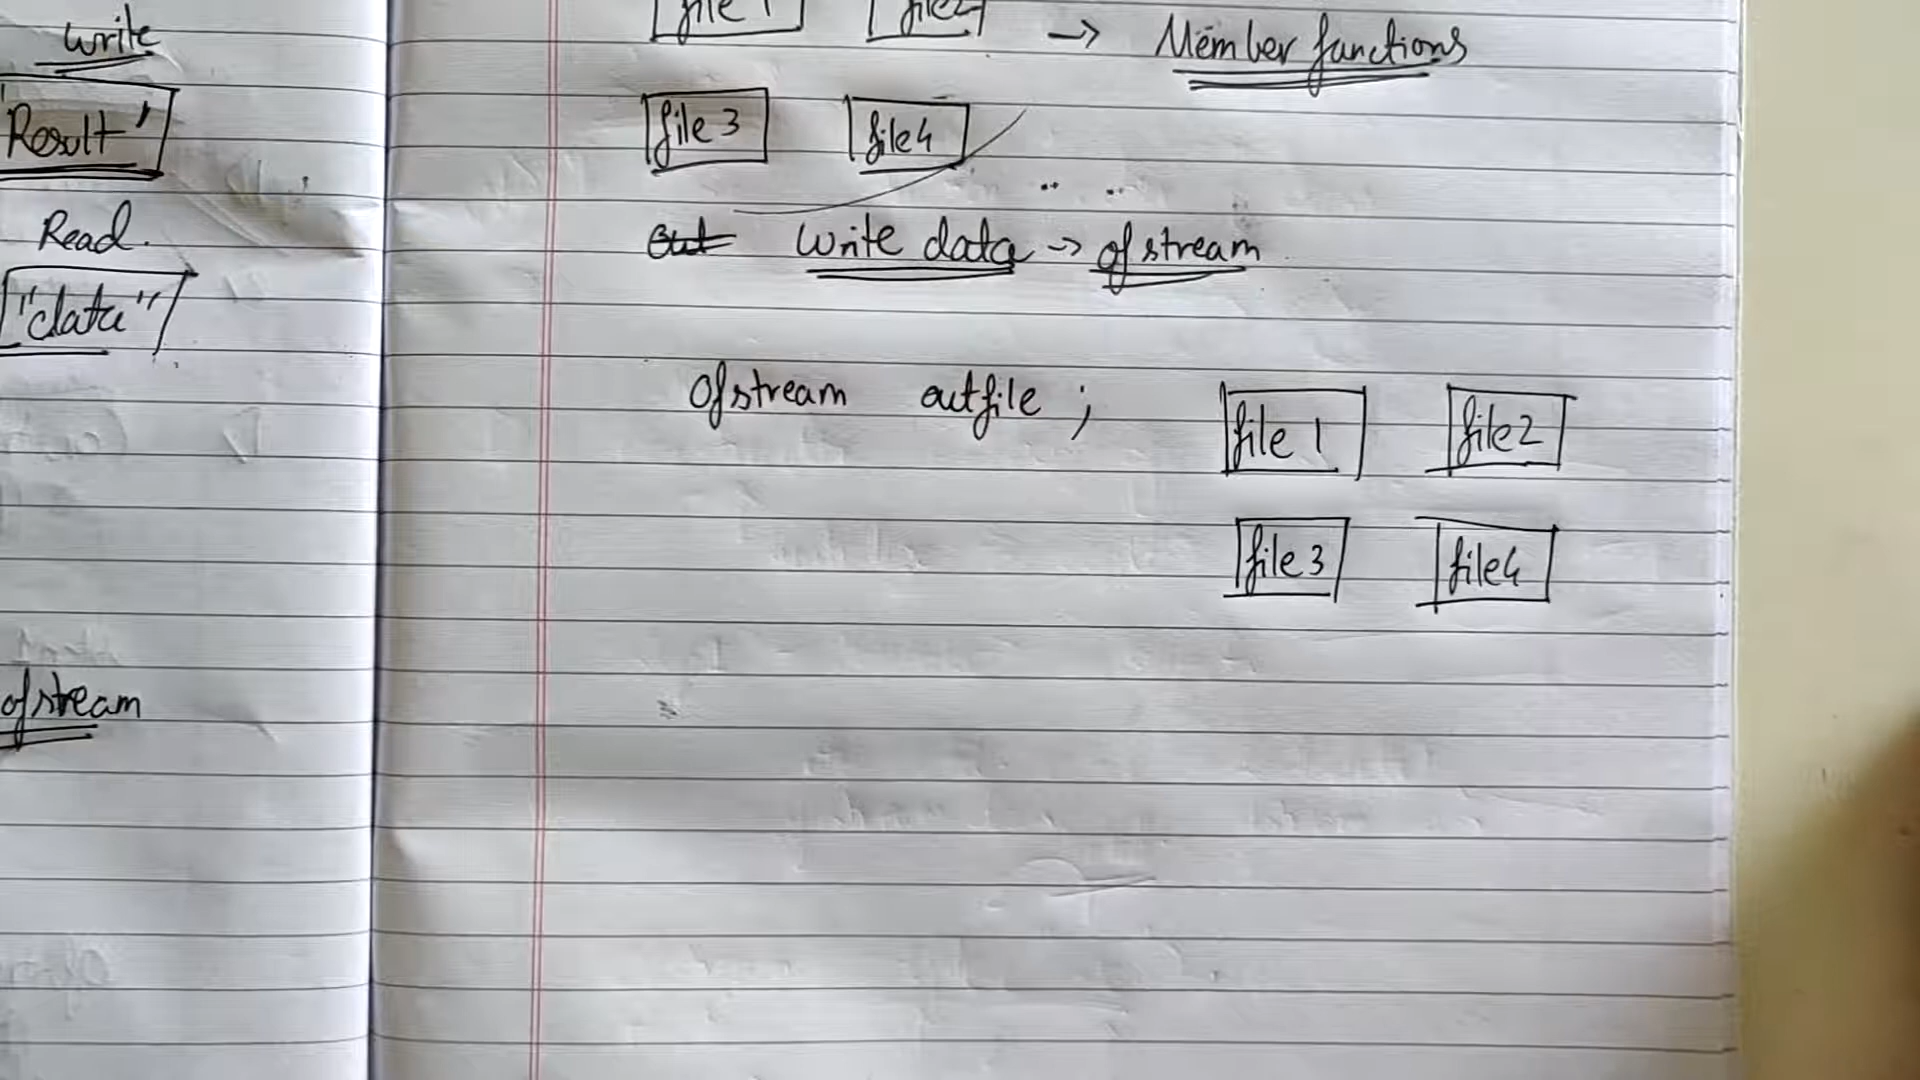 Write
'Result'
Read.
"data"
ofstream
file 1 file2 → Member functions
file 3 file4
Out Write data → ofstream
Ofstream outfile ;
file 1 file2
file 3 file4